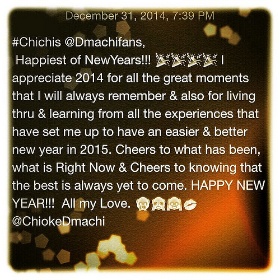 December 31, 2014, 7:39 PM
#Chichis @Dmachifans,
Happiest of NewYears!!! 🎉🎉🎉🎉 I
appreciate 2014 for all the great moments
that I will always remember & also for living
thru & learning from all the experiences that
have set me up to have an easier & better
new year in 2015. Cheers to what has been,
what is Right Now & Cheers to knowing that
the best is always yet to come. HAPPY NEW
YEAR!!! All my Love. 🙈🙈🙈💋
@ChiokeDmachi